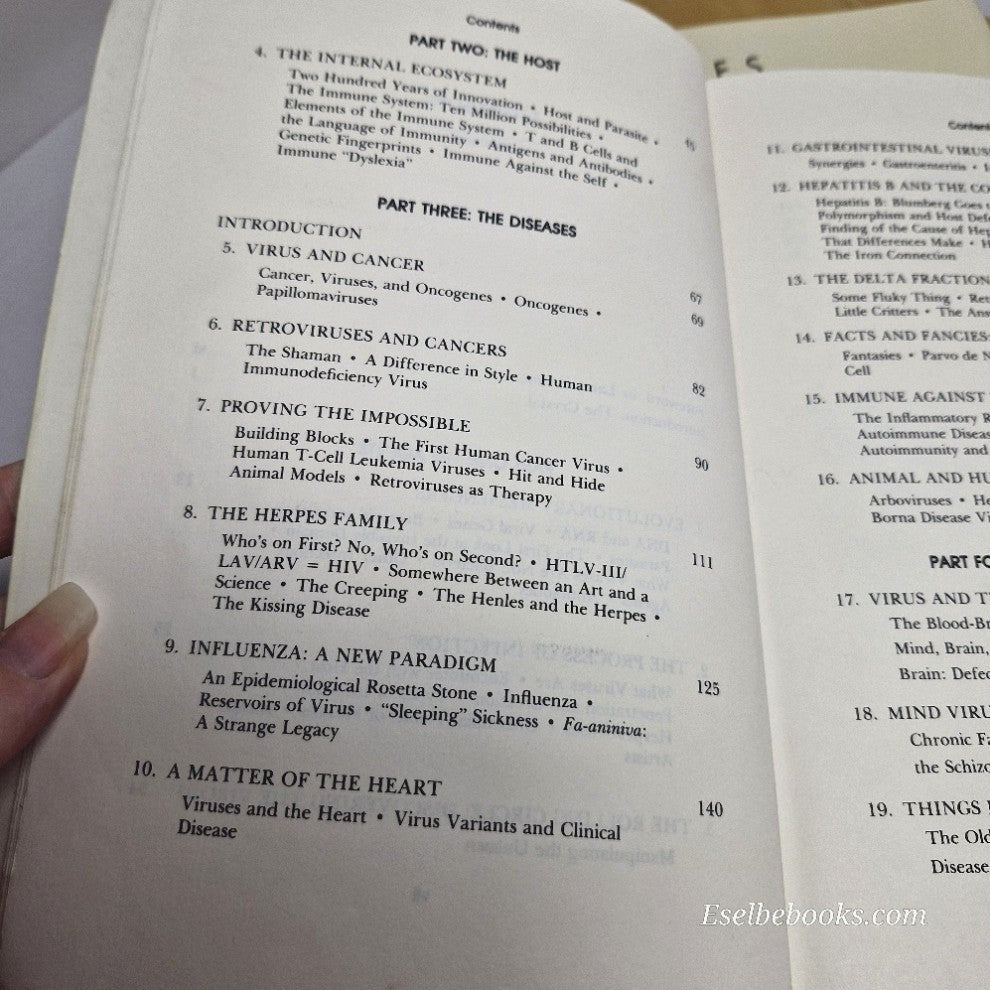 Contents
PART TWO: THE HOST
4. THE INTERNAL ECOSYSTEM
Two Hundred Years of Innovation • Host and Parasite •
The Immune System: Ten Million Possibilities •
Elements of the Immune System • T and B Cells and
the Language of Immunity • Antigens and Antibodies •
Genetic Fingerprints • Immune Against the Self •
Immune "Dyslexia"
PART THREE: THE DISEASES
INTRODUCTION 67
5. VIRUS AND CANCER 69
Cancer, Viruses, and Oncogenes • Oncogenes •
Papillomaviruses
6. RETROVIRUSES AND CANCERS 82
The Shaman • A Difference in Style • Human
Immunodeficiency Virus
7. PROVING THE IMPOSSIBLE 90
Building Blocks • The First Human Cancer Virus •
Human T-Cell Leukemia Viruses • Hit and Hide
Animal Models • Retroviruses as Therapy
8. THE HERPES FAMILY 111
Who's on First? No, Who's on Second? • HTLV-III/
LAV/ARV = HIV • Somewhere Between an Art and a
Science • The Creeping • The Henles and the Herpes •
The Kissing Disease
9. INFLUENZA: A NEW PARADIGM 125
An Epidemiological Rosetta Stone • Influenza •
Reservoirs of Virus • "Sleeping" Sickness • Fa-aniniva:
A Strange Legacy
10. A MATTER OF THE HEART 140
Viruses and the Heart • Virus Variants and Clinical
Disease
E S
Content
11. GASTROINTESTINAL VIRUS
Synergies • Gastroenteritis •
12. HEPATITIS B AND THE CO
Hepatitis B: Blumberg Goes
Polymorphism and Host Def
Finding of the Cause of Hep
That Differences Make •
The Iron Connection
13. THE DELTA FRACTION
Some Fluky Thing • Ret
Little Critters • The Ans
14. FACTS AND FANCIES:
Fantasies • Parvo de N
Cell
15. IMMUNE AGAINST
The Inflammatory R
Autoimmune Diseas
Autoimmunity and
16. ANIMAL AND HU
Arboviruses • He
Borna Disease Vi
PART FO
17. VIRUS AND T
The Blood-Br
Mind, Brain,
Brain: Defec
18. MIND VIRU
Chronic Fa
the Schizo
19. THINGS
The Old
Disease
Eselbebooks.com